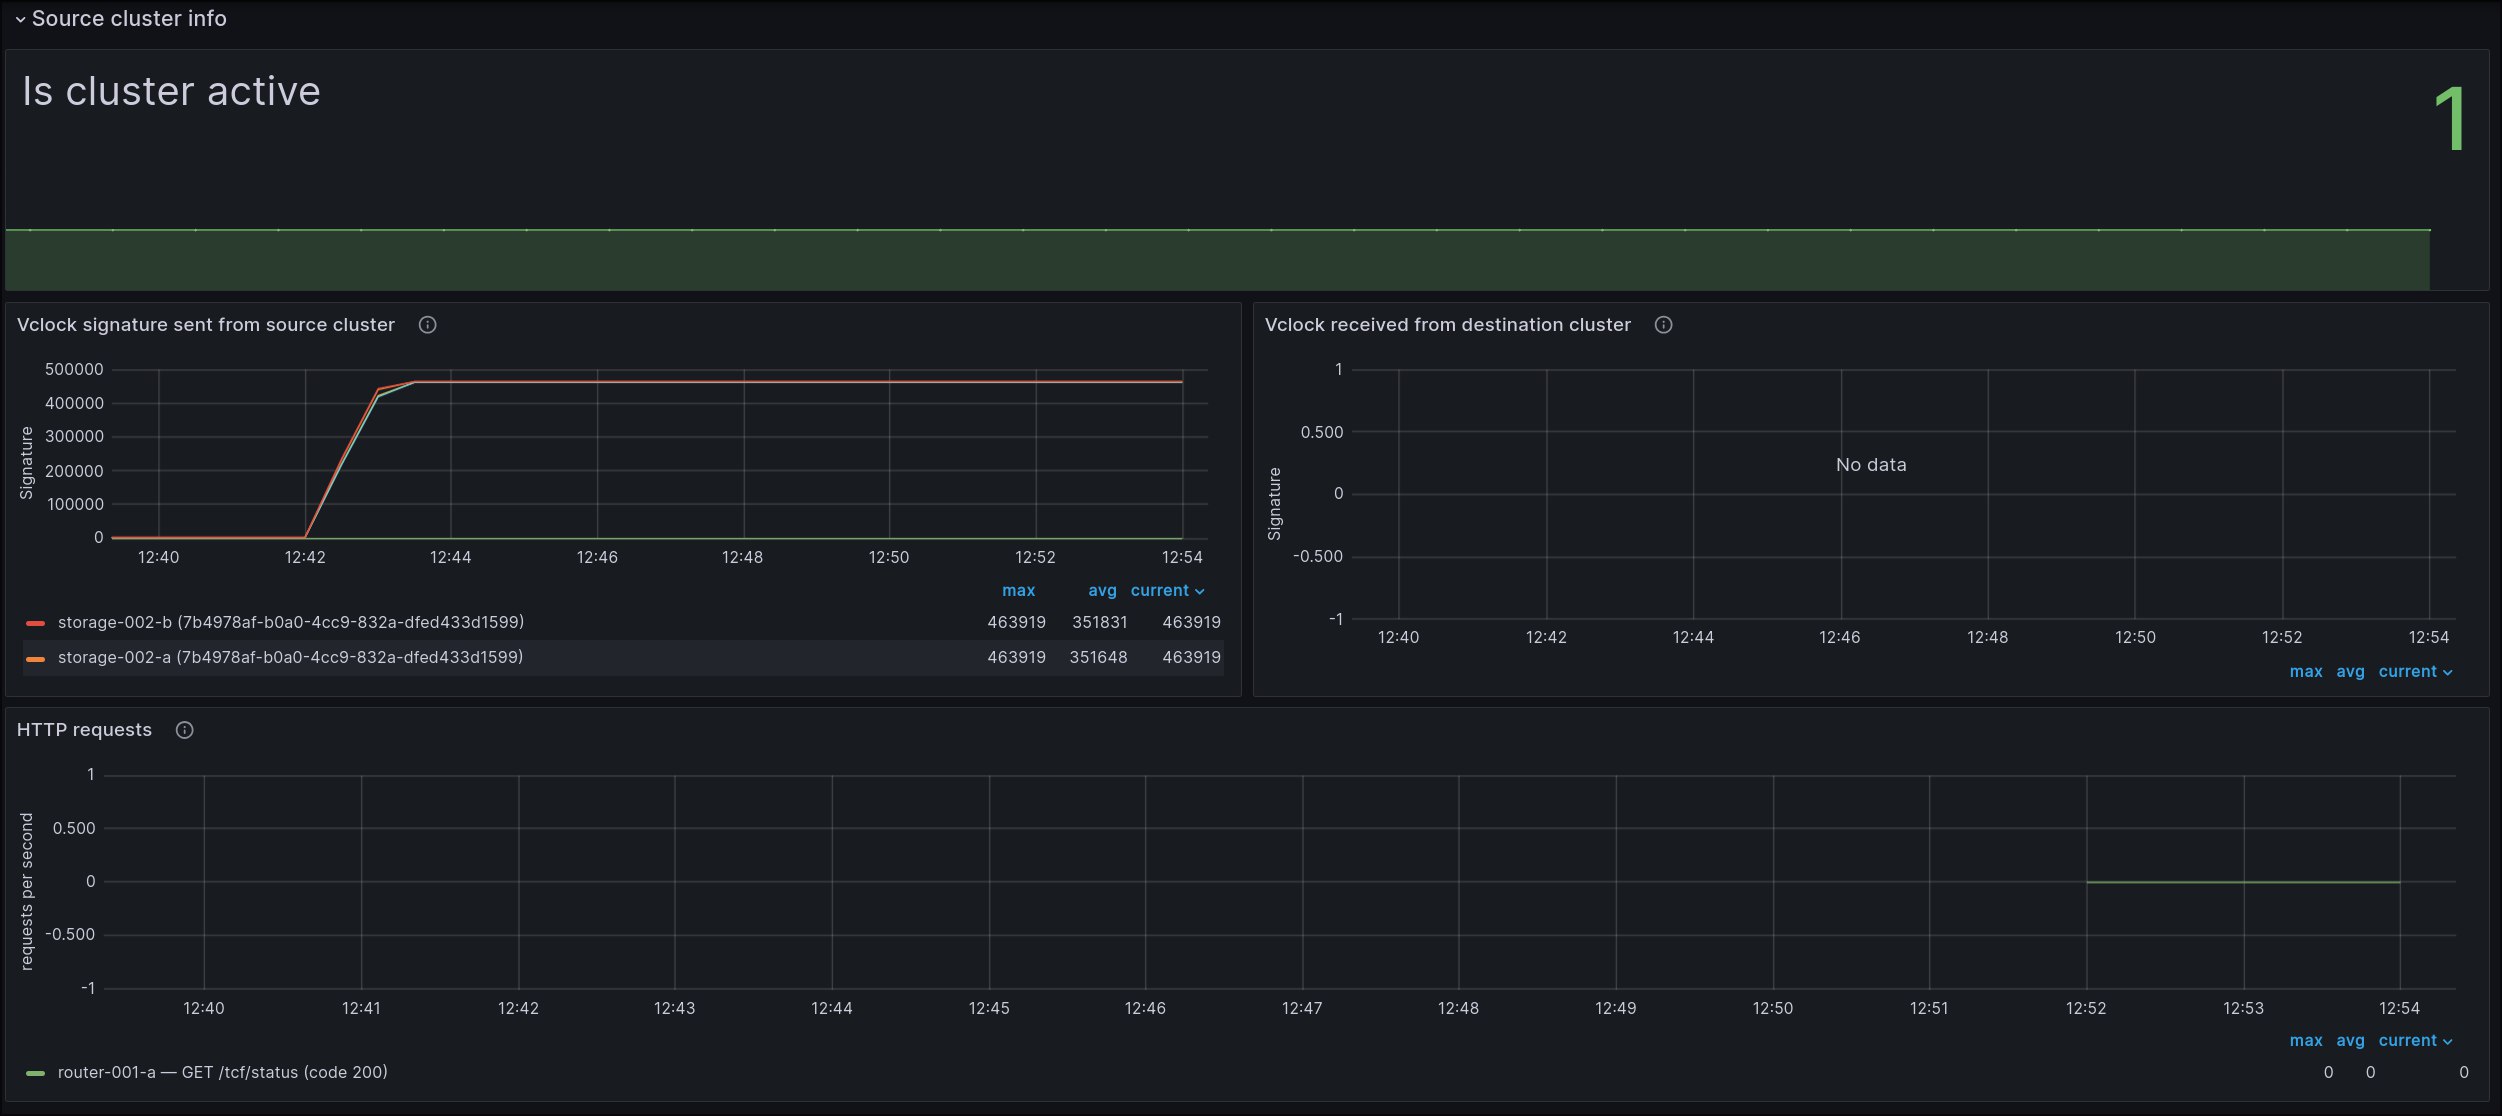 Source cluster info
Is cluster active
1
Vclock signature sent from source cluster
Signature
500000
400000
300000
200000
100000
0
12:40 12:42 12:44 12:46 12:48 12:50 12:52 12:54
max avg current
storage-002-b (7b4978af-b0a0-4cc9-832a-dfed433d1599) 463919 351831 463919
storage-002-a (7b4978af-b0a0-4cc9-832a-dfed433d1599) 463919 351648 463919
Vclock received from destination cluster
Signature
1
0.500
0
-0.500
-1
No data
12:40 12:42 12:44 12:46 12:48 12:50 12:52 12:54
max avg current
HTTP requests
requests per second
1
0.500
0
-0.500
-1
12:40 12:41 12:42 12:43 12:44 12:45 12:46 12:47 12:48 12:49 12:50 12:51 12:52 12:53 12:54
max avg current
router-001-a — GET /tcf/status (code 200) 0 0 0